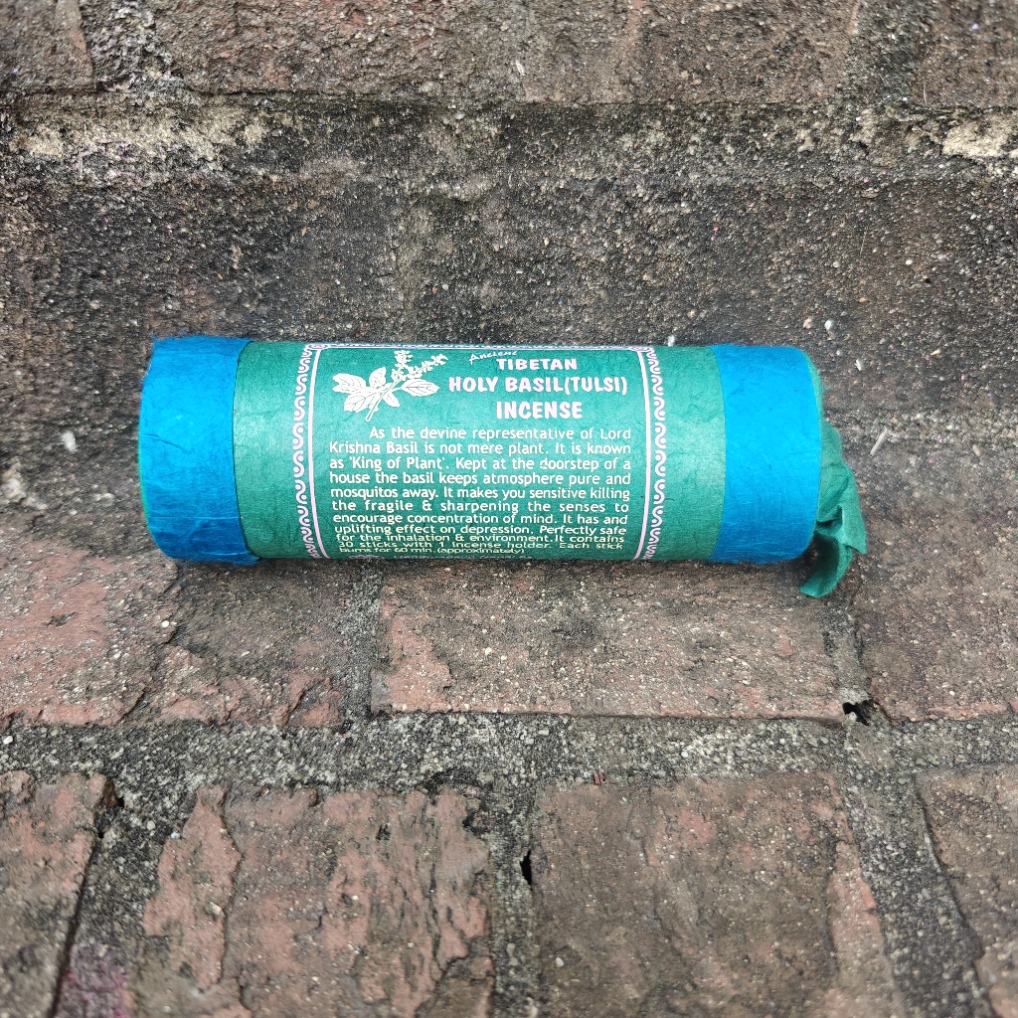 Ancient
TIBETAN
HOLY BASIL(TULSI)
INCENSE
As the devine representative of Lord
Krishna Basil is not mere plant. It is known
as 'King of Plant'. Kept at the doorstep of a
house the basil keeps atmosphere pure and
mosquitos away. It makes you sensitive killing
the fragile & sharpening the senses to
encourage concentration of mind. It has and
uplifting effect on depression. Perfectly safe
for the inhalation & environment.It contains
30 sticks with 1 incense holder. Each stick
burns for 60 min.(approximately)